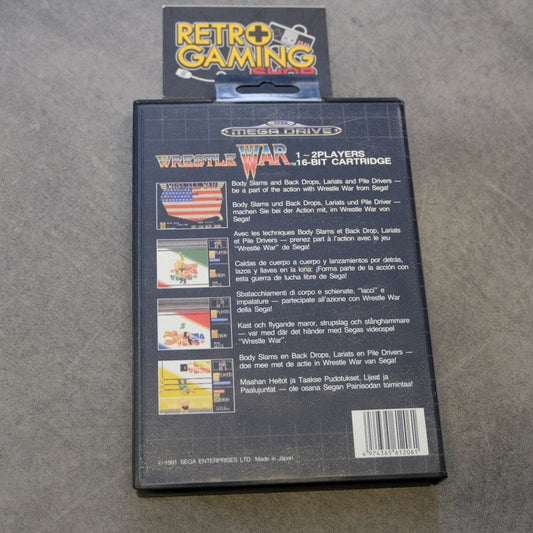 RETRO
GAMING
SHOP
SEGA
MEGA DRIVE
WRESTLE WAR
1~2PLAYERS
16-BIT CARTRIDGE
Body Slams and Back Drops, Lariats and Pile Drivers —
be a part of the action with Wrestle War from Sega!
Body Slams und Back Drops, Lariats und Pile Driver —
machen Sie bei der Action mit, im Wrestle War von
Sega!
Avec les techniques Body Slams et Back Drop, Lariats
et Pile Drivers — prenez part à l'action avec le jeu
"Wrestle War" de Sega!
Caídas de cuerpo a cuerpo y lanzamientos por detrás,
lazos y llaves en la lona: ¡Forma parte de la acción con
esta guerra de lucha libre de Sega!
Sbatacchiamenti di corpo e schienate, "lacci" e
impalature — partecipate all'azione con Wrestle War
della Sega!
Kast och flygande maror, strupslag och stånghammare
— var med där det händer med Segas videospel
"Wrestle War".
Body Slams en Back Drops, Lariats en Pile Drivers —
doe mee met de actie in Wrestle War van Sega!
Maahan Heitot ja Taakse Pudotukset, Lijeat ja
Paalujuntat — ole osana Segan Painisodan toimintaa!
© 1991 SEGA ENTERPRISES LTD. Made in Japan
4 974365 612061